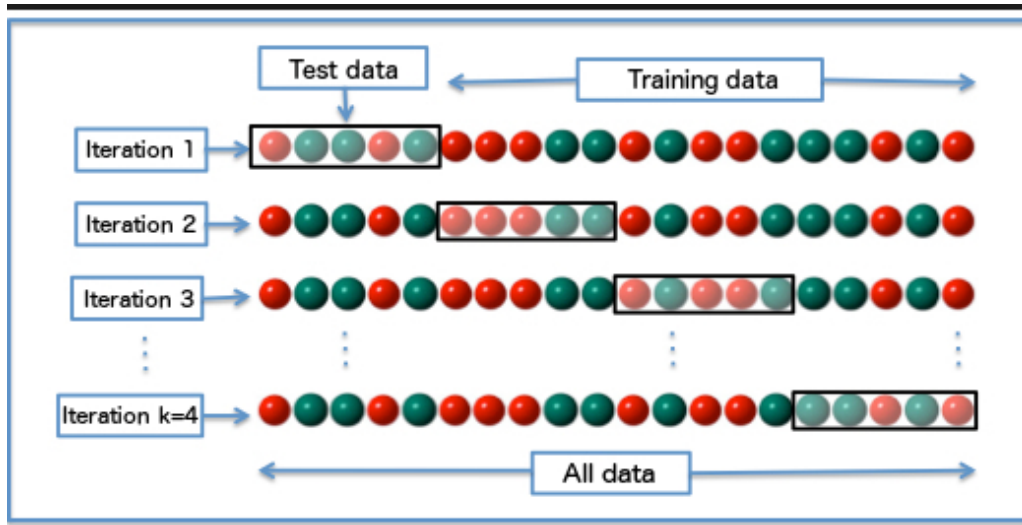 Test data
Training data
Iteration 1
Iteration 2
Iteration 3
Iteration k=4
All data